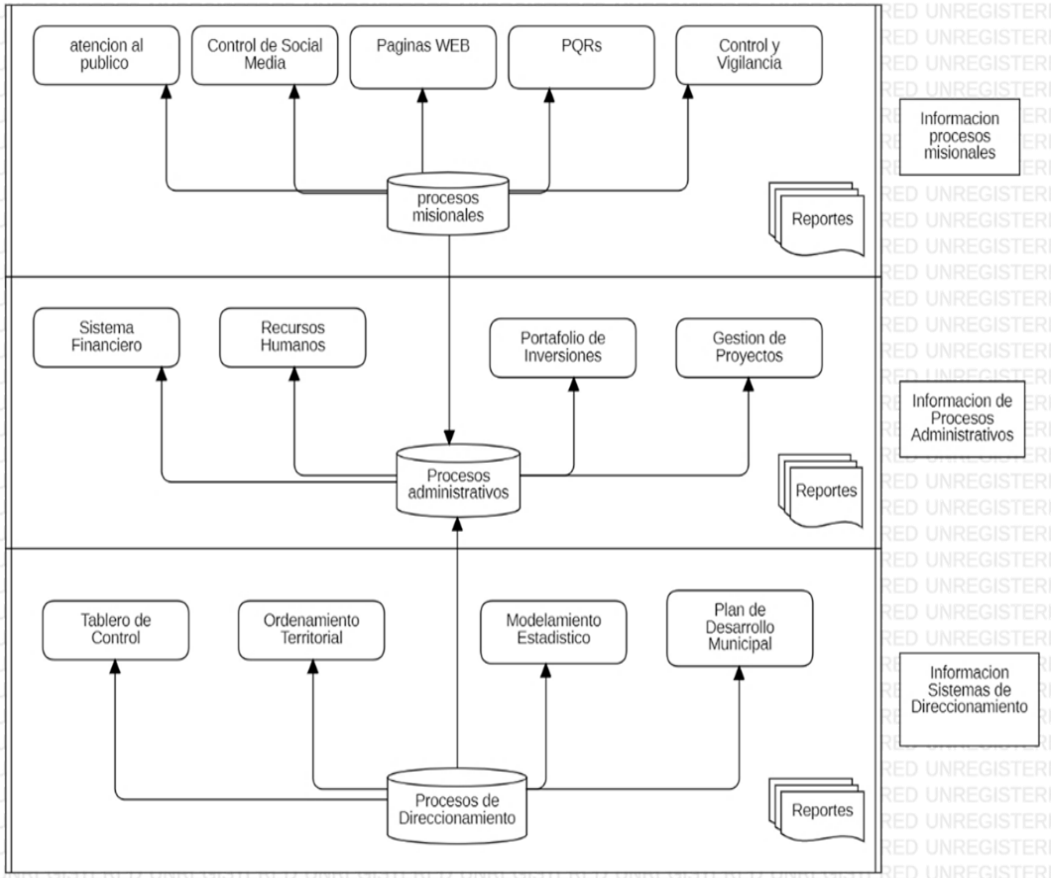 atencion al
publico
Control de Social
Media
Paginas WEB
PQRs
Control y
Vigilancia
procesos
misionales
Reportes
Informacion
procesos
misionales
Sistema
Financiero
Recursos
Humanos
Portafolio de
Inversiones
Gestion de
Proyectos
Procesos
administrativos
Reportes
Informacion de
Procesos
Administrativos
Tablero de
Control
Ordenamiento
Territorial
Modelamiento
Estadistico
Plan de
Desarrollo
Municipal
Procesos de
Direccionamiento
Reportes
Informacion
Sistemas de
Direccionamiento
RED UNREGISTERE